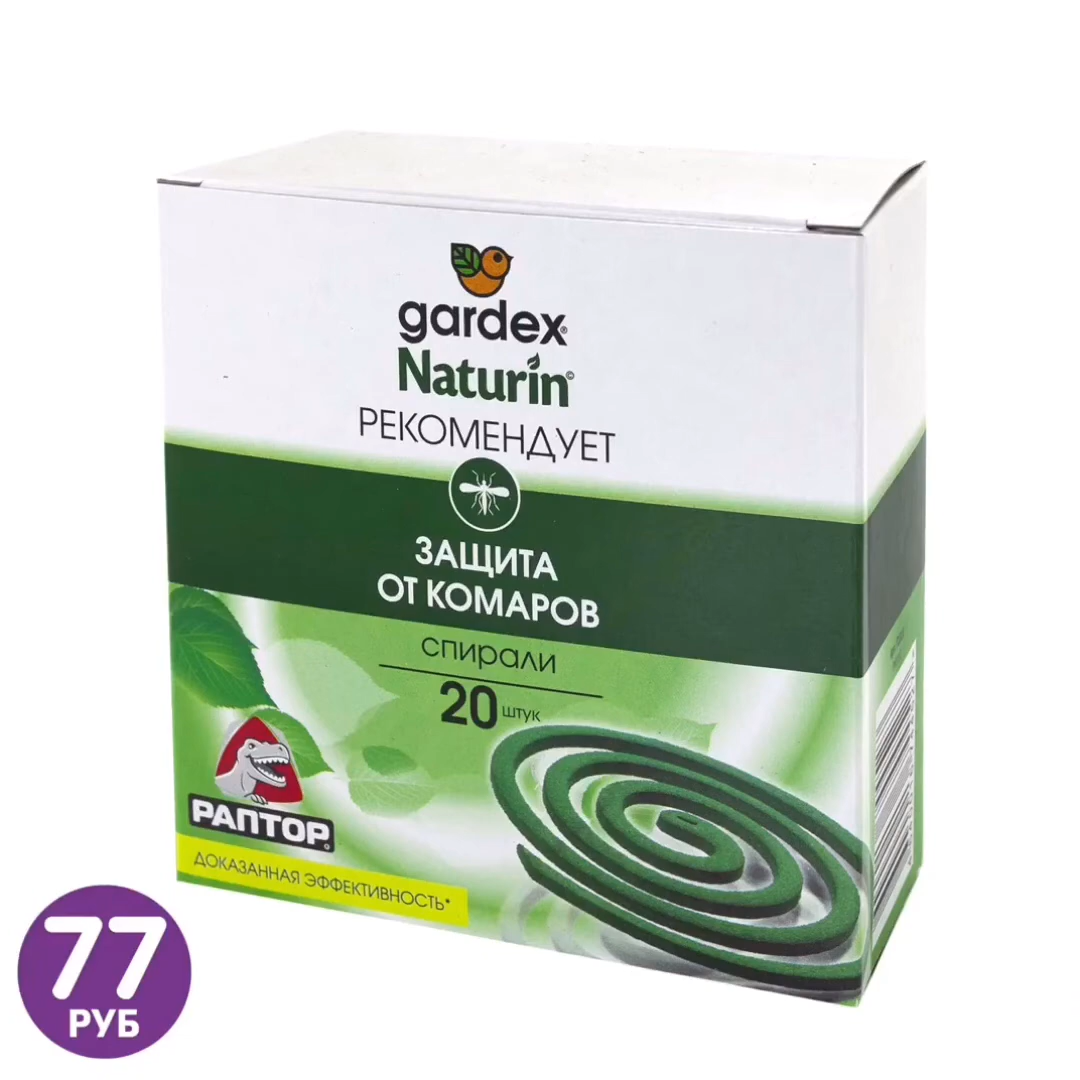 gardex®
Naturin©
РЕКОМЕНДУЕТ
ЗАЩИТА
ОТ КОМАРОВ
спирали
20 штук
РАПТОР®
ДОКАЗАННАЯ ЭФФЕКТИВНОСТЬ*
77
РУБ